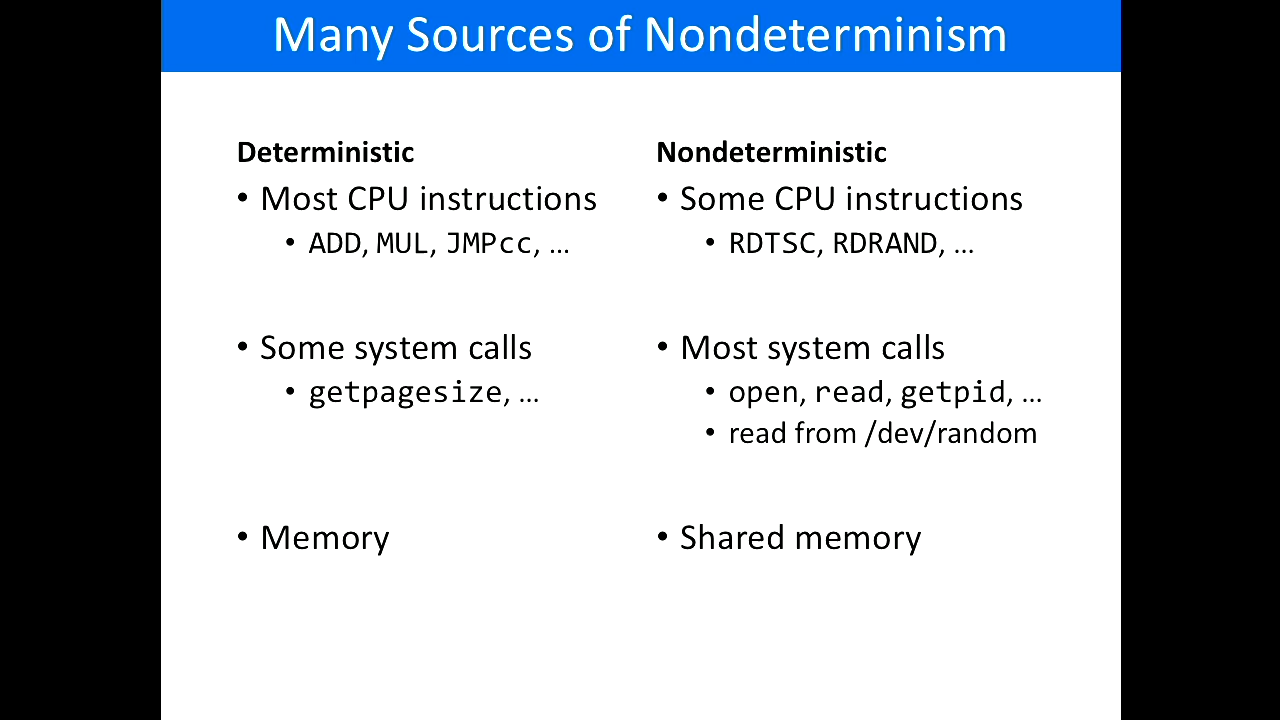 Many Sources of Nondeterminism
Deterministic
• Most CPU instructions
• ADD, MUL, JMPcc, …
• Some system calls
• getpagesize, …
• Memory
Nondeterministic
• Some CPU instructions
• RDTSC, RDRAND, …
• Most system calls
• open, read, getpid, …
• read from /dev/random
• Shared memory